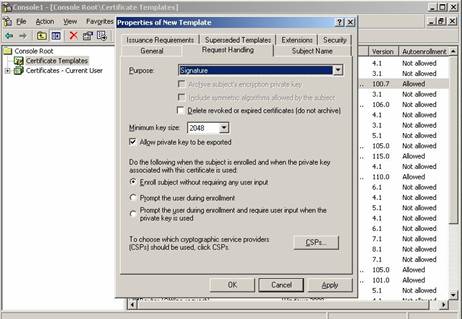 Console1 - [Console Root\Certificate Templates]
File Action View Favorites
Console Root
Certificate Templates
Certificates - Current User
Properties of New Template
Issuance Requirements Superseded Templates Extensions Security
General Request Handling Subject Name
Purpose: Signature
Archive subject's encryption private key
Include symmetric algorithms allowed by the subject
Delete revoked or expired certificates (do not archive)
Minimum key size: 2048
Allow private key to be exported
Do the following when the subject is enrolled and when the private key
associated with this certificate is used:
Enroll subject without requiring any user input
Prompt the user during enrollment
Prompt the user during enrollment and require user input when the
private key is used
To choose which cryptographic service providers
(CSPs) should be used, click CSPs.
CSPs...
OK Cancel Apply
Version Autoenrollment
4.1 Not allowed
3.1 Not allowed
100.7 Allowed
3.1 Not allowed
106.0 Not allowed
4.1 Not allowed
3.1 Not allowed
5.1 Not allowed
105.0 Not allowed
115.0 Allowed
4.1 Not allowed
110.0 Allowed
6.1 Not allowed
4.1 Not allowed
3.1 Not allowed
7.1 Not allowed
4.1 Not allowed
5.1 Not allowed
105.0 Allowed
101.0 Allowed
5.1 Not allowed